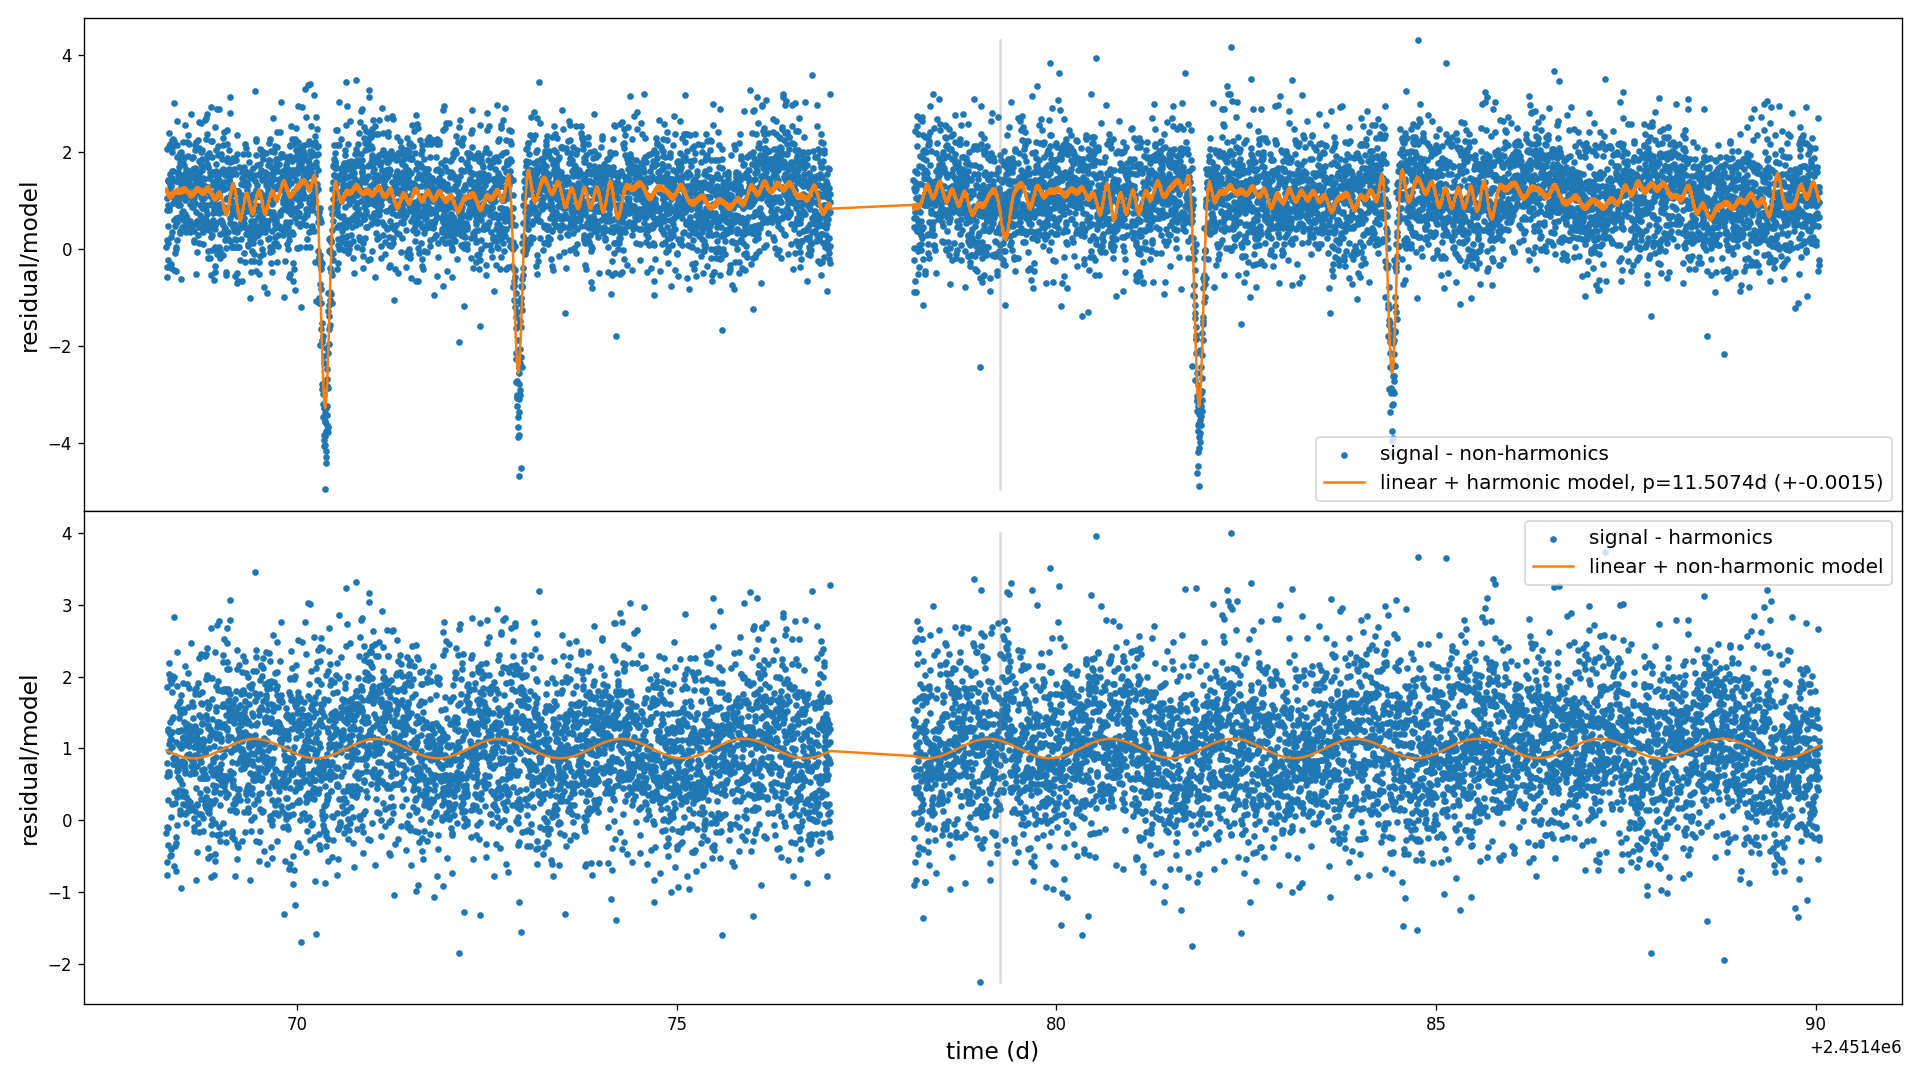 residual/model
4
2
0
−2
−4
signal - non-harmonics
linear + harmonic model, p=11.5074d (+-0.0015)
residual/model
4
3
2
1
0
−1
−2
signal - harmonics
linear + non-harmonic model
70
75
80
85
90
time (d)
+2.4514e6